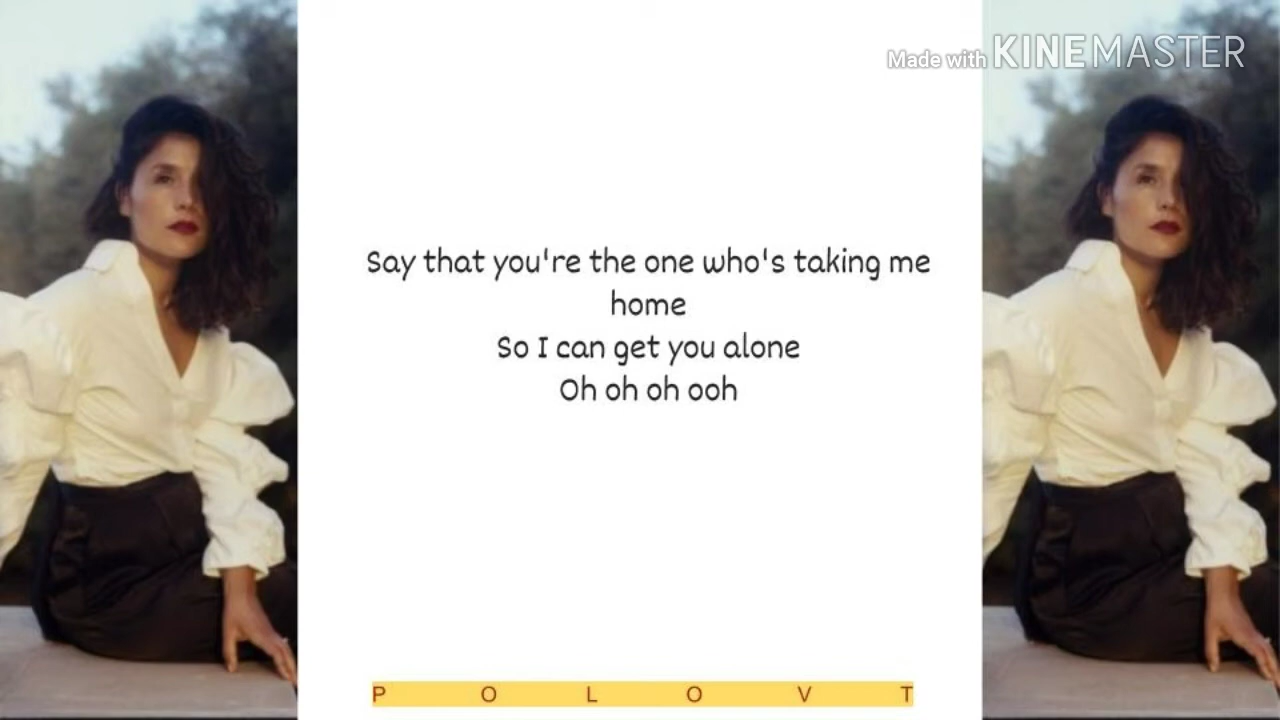 Made with KINEMASTER
Say that you're the one who's taking me
home
So I can get you alone
Oh oh oh ooh
P O L O V T